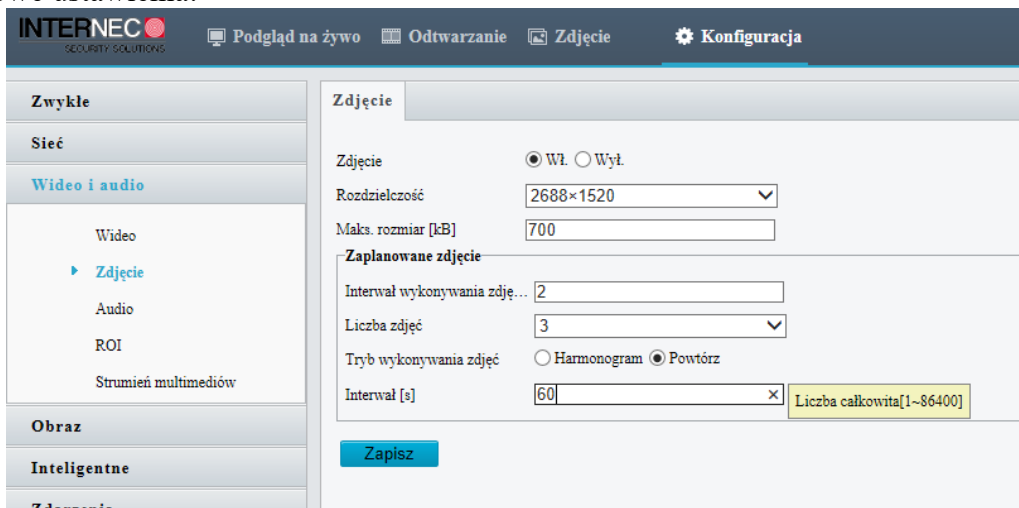 INTERNEC
SECURITY SOLUTIONS
Podgląd na żywo Odtwarzanie Zdjęcie Konfiguracja
Zwykłe
Sieć
Wideo i audio
Wideo
Zdjęcie
Audio
ROI
Strumień multimediów
Obraz
Inteligentne
Zdjęcie
Zdjęcie Wł. Wył.
Rozdzielczość 2688×1520
Maks. rozmiar [kB] 700
Zaplanowane zdjęcie
Interwał wykonywania zdję... 2
Liczba zdjęć 3
Tryb wykonywania zdjęć Harmonogram Powtórz
Interwał [s] 60 × Liczba całkowita[1~86400]
Zapisz